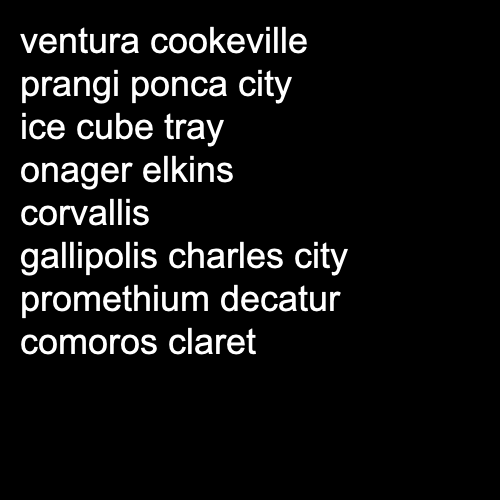 ventura cookeville
prangi ponca city
ice cube tray
onager elkins
corvallis
gallipolis charles city
promethium decatur
comoros claret